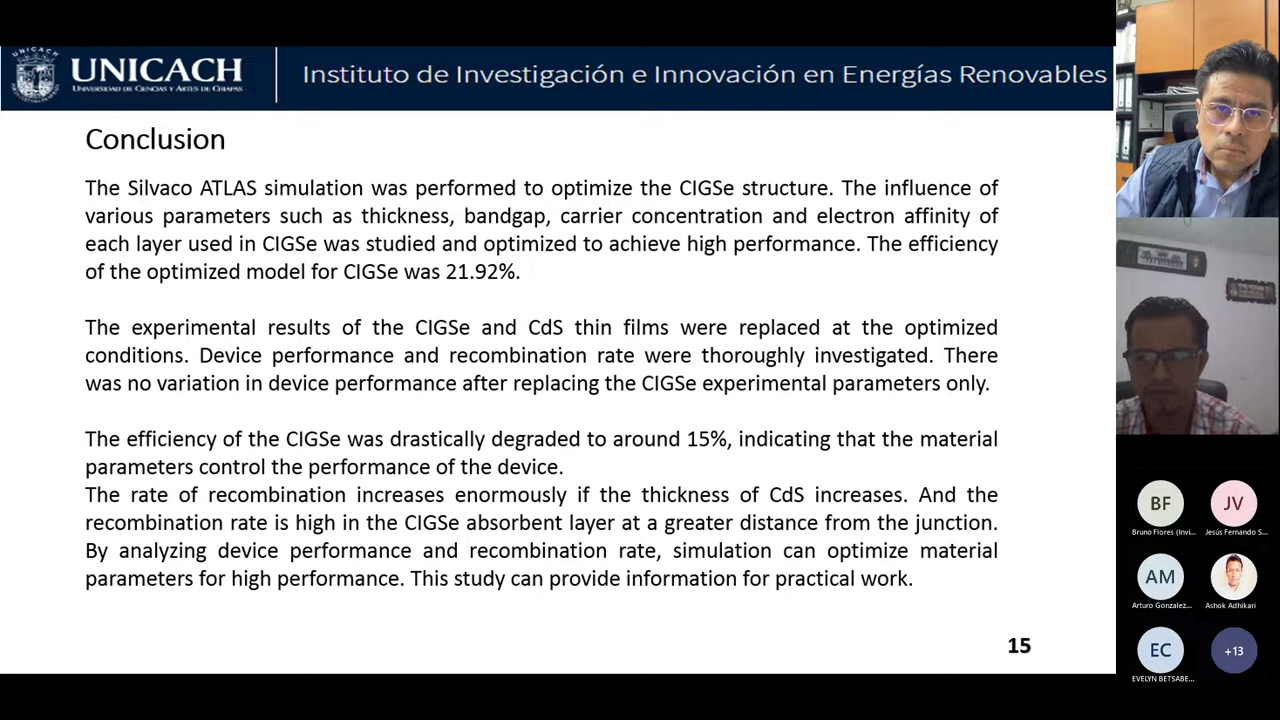 UNICACH
UNICACH
UNIVERSIDAD DE CIENCIAS Y ARTES DE CHIAPAS
Instituto de Investigación e Innovación en Energías Renovables
Conclusion
The Silvaco ATLAS simulation was performed to optimize the CIGSe structure. The influence of
various parameters such as thickness, bandgap, carrier concentration and electron affinity of
each layer used in CIGSe was studied and optimized to achieve high performance. The efficiency
of the optimized model for CIGSe was 21.92%.
The experimental results of the CIGSe and CdS thin films were replaced at the optimized
conditions. Device performance and recombination rate were thoroughly investigated. There
was no variation in device performance after replacing the CIGSe experimental parameters only.
The efficiency of the CIGSe was drastically degraded to around 15%, indicating that the material
parameters control the performance of the device.
The rate of recombination increases enormously if the thickness of CdS increases. And the
recombination rate is high in the CIGSe absorbent layer at a greater distance from the junction.
By analyzing device performance and recombination rate, simulation can optimize material
parameters for high performance. This study can provide information for practical work.
15
BF
Bruno Flores (Invi...
JV
Jesús Fernando S...
AM
Arturo Gonzalez...
Ashok Adhikari
EC
EVELYN BETSABE...
+13